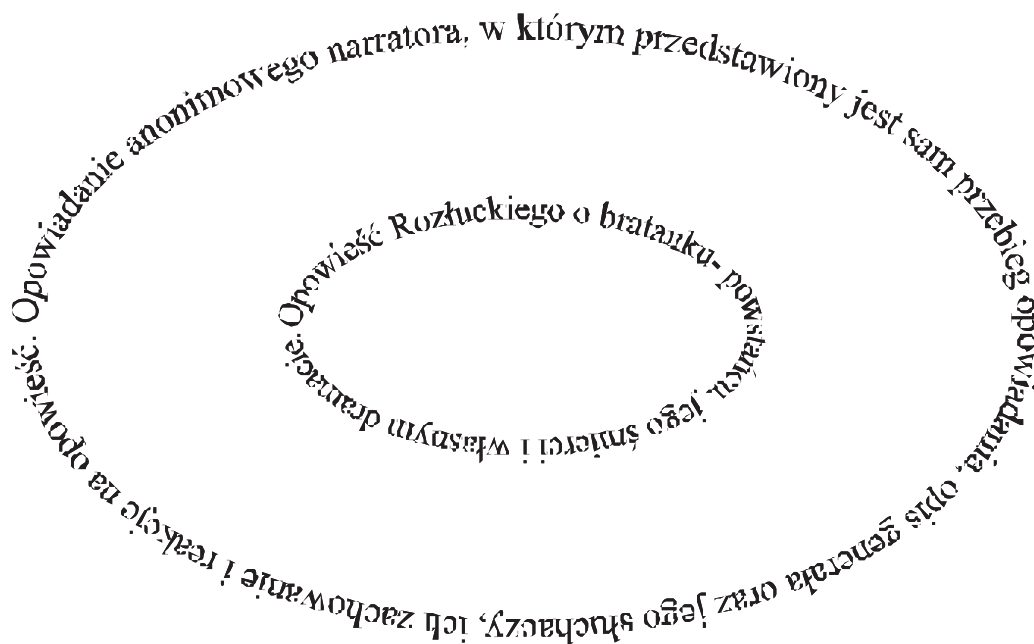 Opowiadanie anonimowego narratora, w którym przedstawiony jest sam przebieg opowiadania, opis generała oraz jego słuchaczy, ich zachowanie i reakcje na opowieść.
Opowieść Rozłuckiego o bratanku- powstańcu, jego śmierci i własnym dramacie.